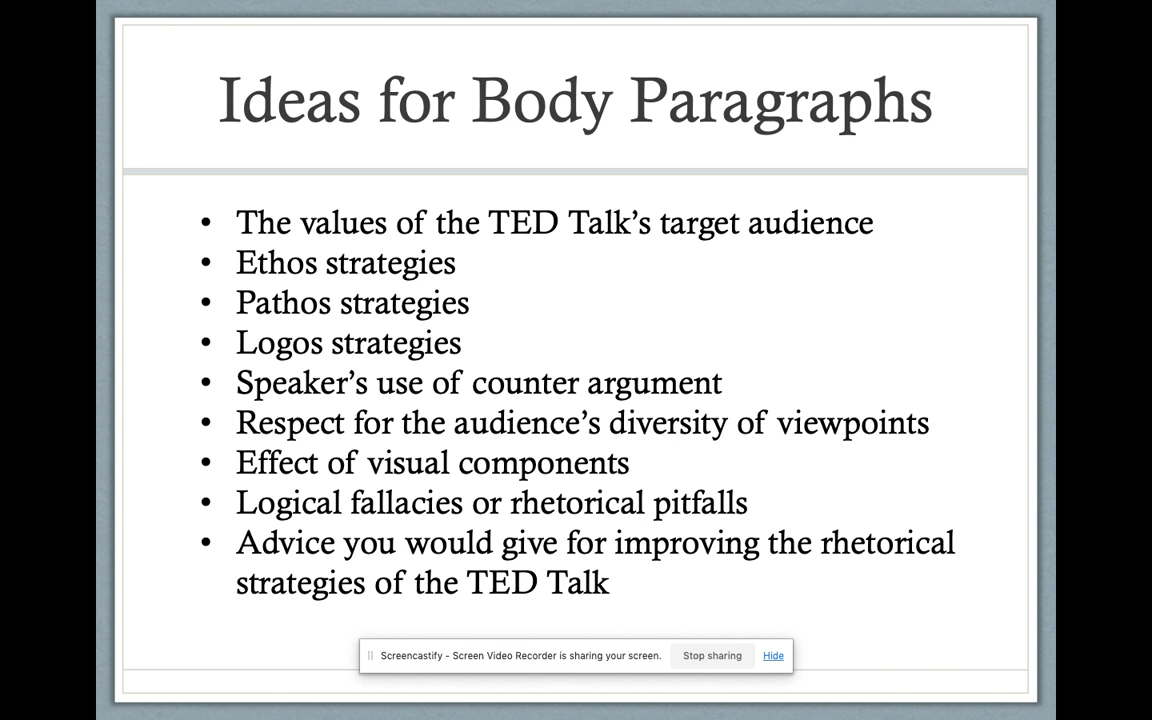 Ideas for Body Paragraphs
• The values of the TED Talk’s target audience
• Ethos strategies
• Pathos strategies
• Logos strategies
• Speaker’s use of counter argument
• Respect for the audience’s diversity of viewpoints
• Effect of visual components
• Logical fallacies or rhetorical pitfalls
• Advice you would give for improving the rhetorical
strategies of the TED Talk
Screencastify - Screen Video Recorder is sharing your screen. Stop sharing Hide